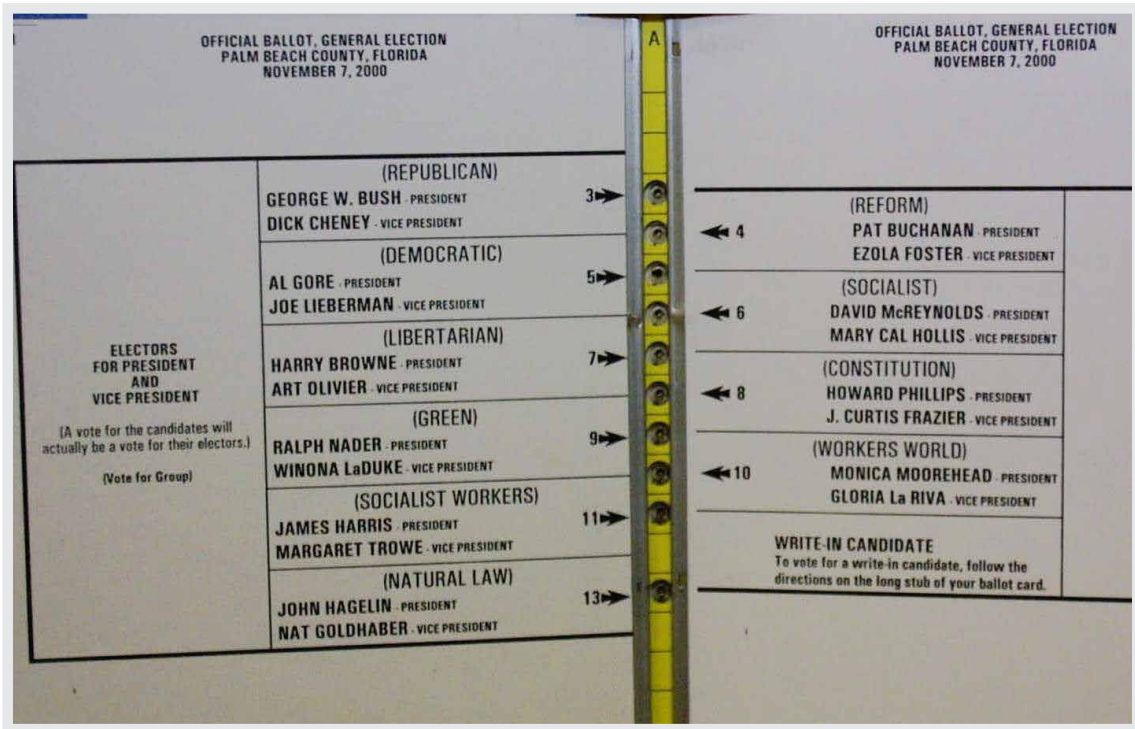 OFFICIAL BALLOT, GENERAL ELECTION
PALM BEACH COUNTY, FLORIDA
NOVEMBER 7, 2000
ELECTORS
FOR PRESIDENT
AND
VICE PRESIDENT
(A vote for the candidates will
actually be a vote for their electors.)
(Vote for Group)
(REPUBLICAN)
GEORGE W. BUSH - PRESIDENT
DICK CHENEY - VICE PRESIDENT
3
(DEMOCRATIC)
AL GORE - PRESIDENT
JOE LIEBERMAN - VICE PRESIDENT
5
(LIBERTARIAN)
HARRY BROWNE - PRESIDENT
ART OLIVIER - VICE PRESIDENT
7
(GREEN)
RALPH NADER - PRESIDENT
WINONA LaDUKE - VICE PRESIDENT
9
(SOCIALIST WORKERS)
JAMES HARRIS - PRESIDENT
MARGARET TROWE - VICE PRESIDENT
11
(NATURAL LAW)
JOHN HAGELIN - PRESIDENT
NAT GOLDHABER - VICE PRESIDENT
13
A
OFFICIAL BALLOT, GENERAL ELECTION
PALM BEACH COUNTY, FLORIDA
NOVEMBER 7, 2000
(REFORM)
4 PAT BUCHANAN - PRESIDENT
EZOLA FOSTER - VICE PRESIDENT
(SOCIALIST)
6 DAVID McREYNOLDS - PRESIDENT
MARY CAL HOLLIS - VICE PRESIDENT
(CONSTITUTION)
8 HOWARD PHILLIPS - PRESIDENT
J. CURTIS FRAZIER - VICE PRESIDENT
(WORKERS WORLD)
10 MONICA MOOREHEAD - PRESIDENT
GLORIA La RIVA - VICE PRESIDENT
WRITE-IN CANDIDATE
To vote for a write-in candidate, follow the
directions on the long stub of your ballot card.